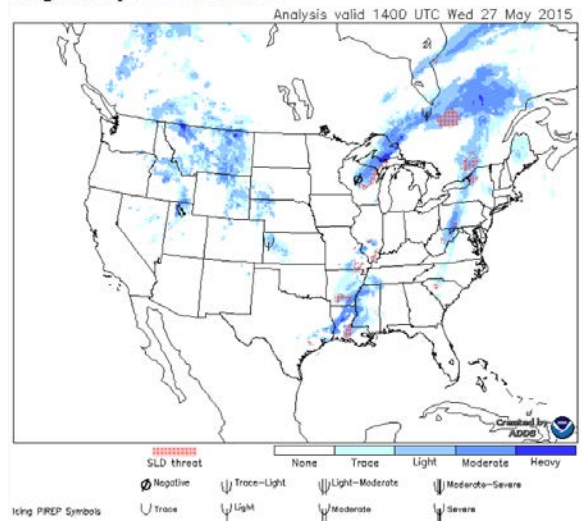 Analysis valid 1400 UTC Wed 27 May 2015
Created by
ADDS
SLD threat
None Trace Light Moderate Heavy
Negative Trace-Light Light-Moderate Moderate-Severe
Icing PIREP Symbols Trace Light Moderate Severe